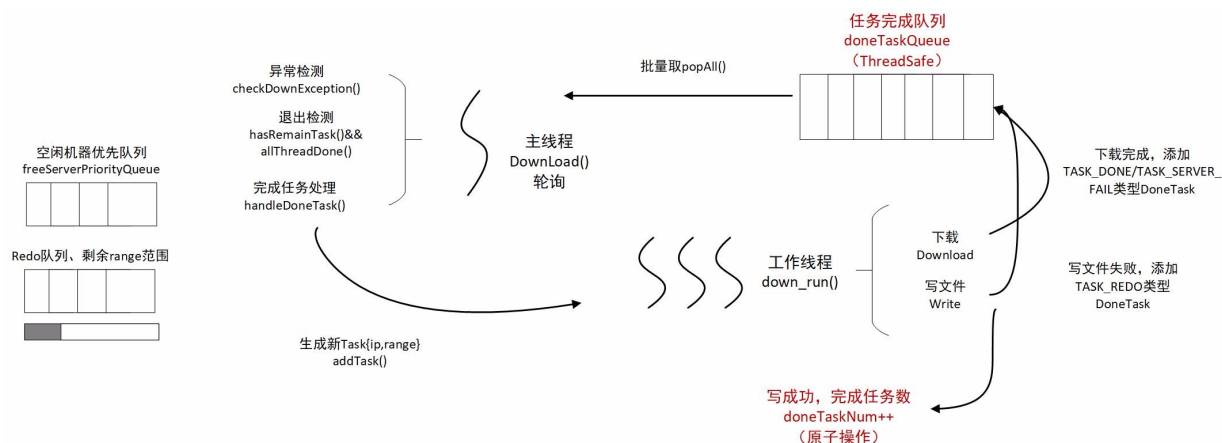 空闲机器优先队列
freeServerPriorityQueue
Redo队列、剩余range范围
异常检测
checkDownException()
退出检测
hasRemainTask()&&
allThreadDone()
完成任务处理
handleDoneTask()
主线程
DownLoad()
轮询
批量取popAll()
任务完成队列
doneTaskQueue
（ThreadSafe）
生成新Task{ip,range}
addTask()
工作线程
down_run()
下载
Download
写文件
Write
下载完成，添加
TASK_DONE/TASK_SERVER_
FAIL类型DoneTask
写文件失败，添加
TASK_REDO类型
DoneTask
写成功，完成任务数
doneTaskNum++
（原子操作）